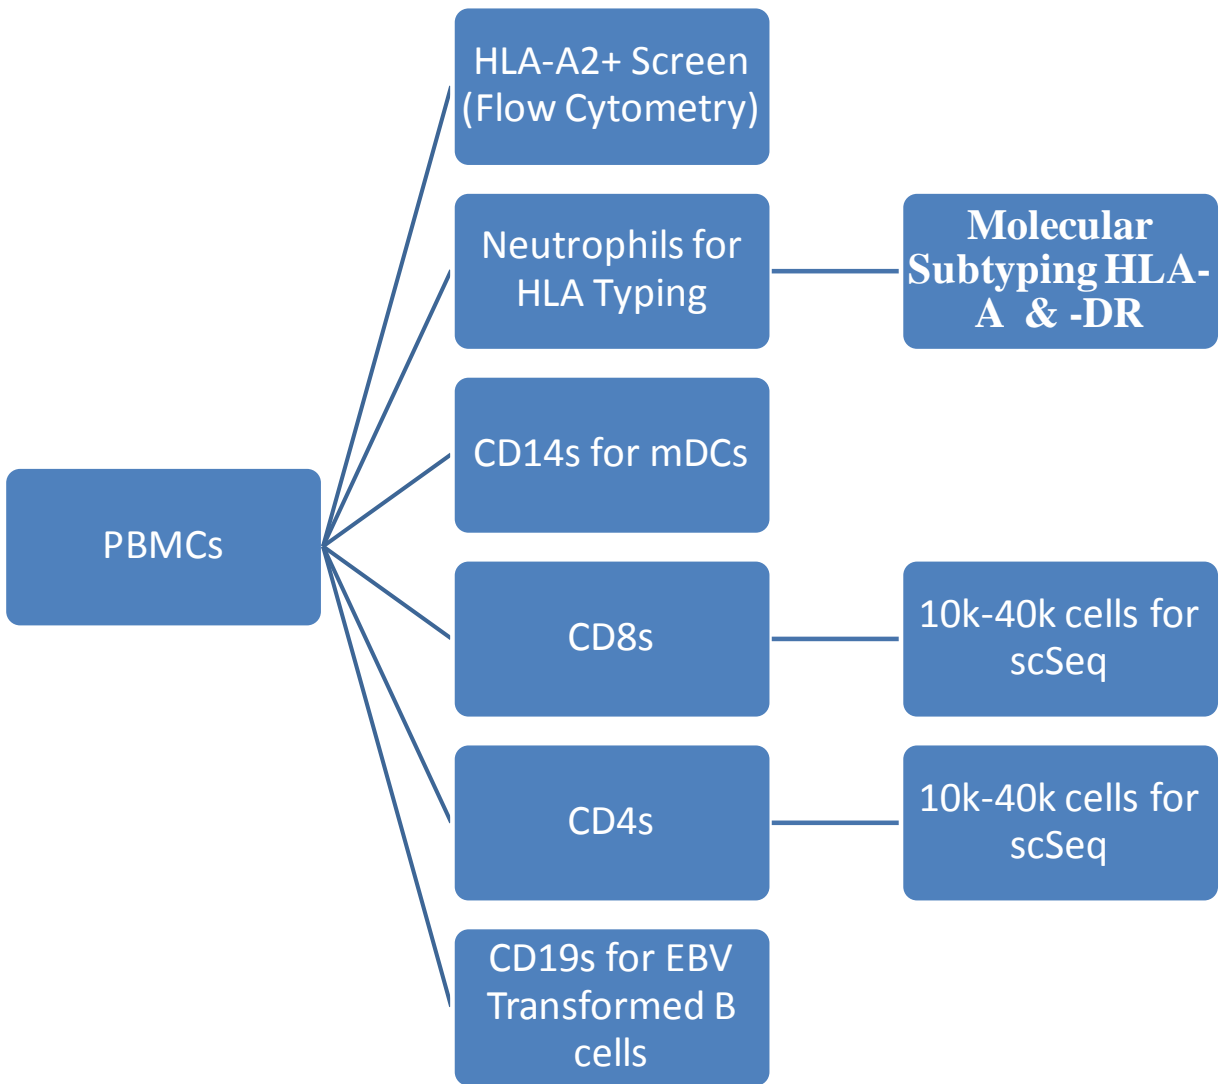 HLA-A2+ Screen
(Flow Cytometry)
Neutrophils for
HLA Typing
Molecular
Subtyping HLA-
A & -DR
CD14s for mDCs
PBMCs
CD8s
10k-40k cells for
scSeq
CD4s
10k-40k cells for
scSeq
CD19s for EBV
Transformed B
cells